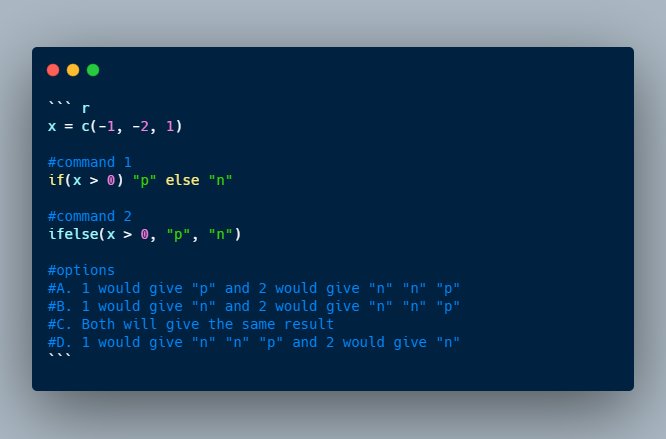 ``` r
x = c(-1, -2, 1)
#command 1
if(x > 0) "p" else "n"
#command 2
ifelse(x > 0, "p", "n")
#options
#A. 1 would give "p" and 2 would give "n" "n" "p"
#B. 1 would give "n" and 2 would give "n" "n" "p"
#C. Both will give the same result
#D. 1 would give "n" "n" "p" and 2 would give "n"
```